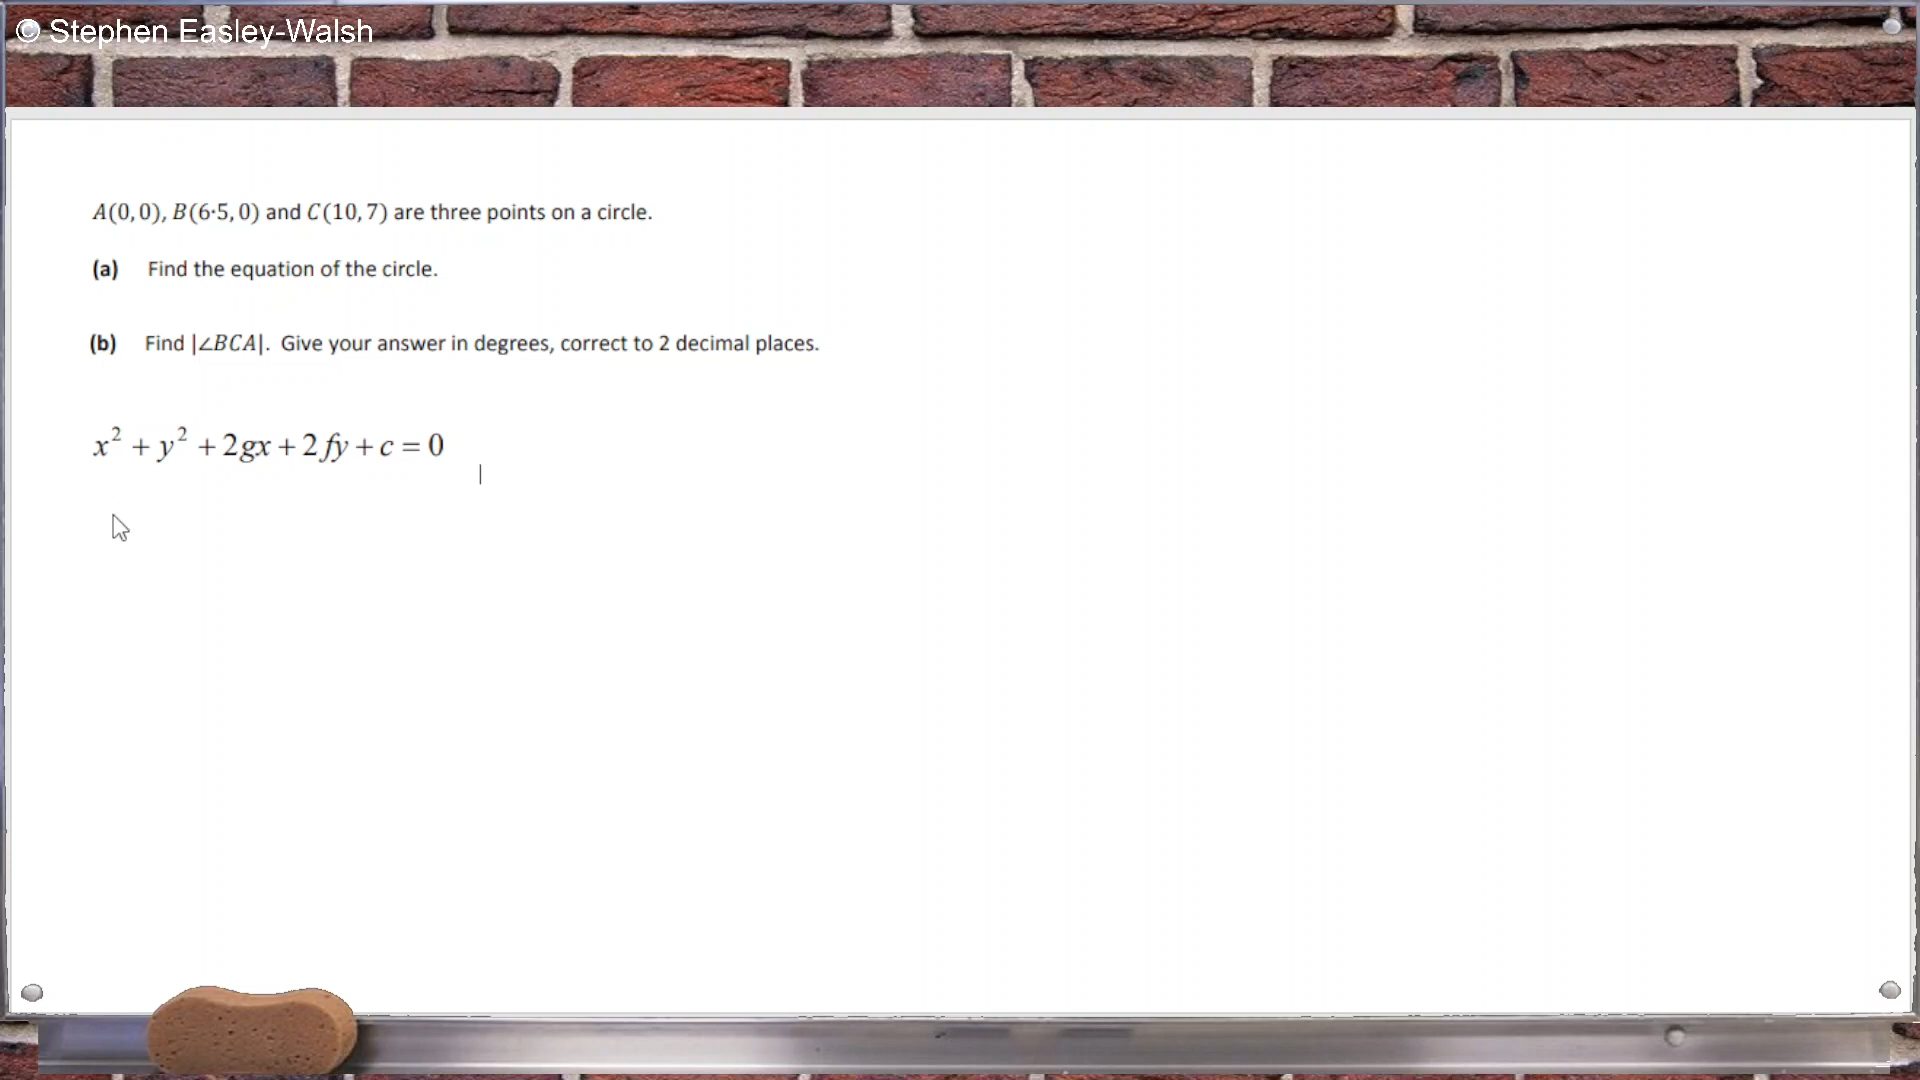 © Stephen Easley-Walsh
A(0,0), B(6·5,0) and C(10,7) are three points on a circle.
(a) Find the equation of the circle.
(b) Find |∠BCA|. Give your answer in degrees, correct to 2 decimal places.
x² + y² + 2gx + 2fy + c = 0